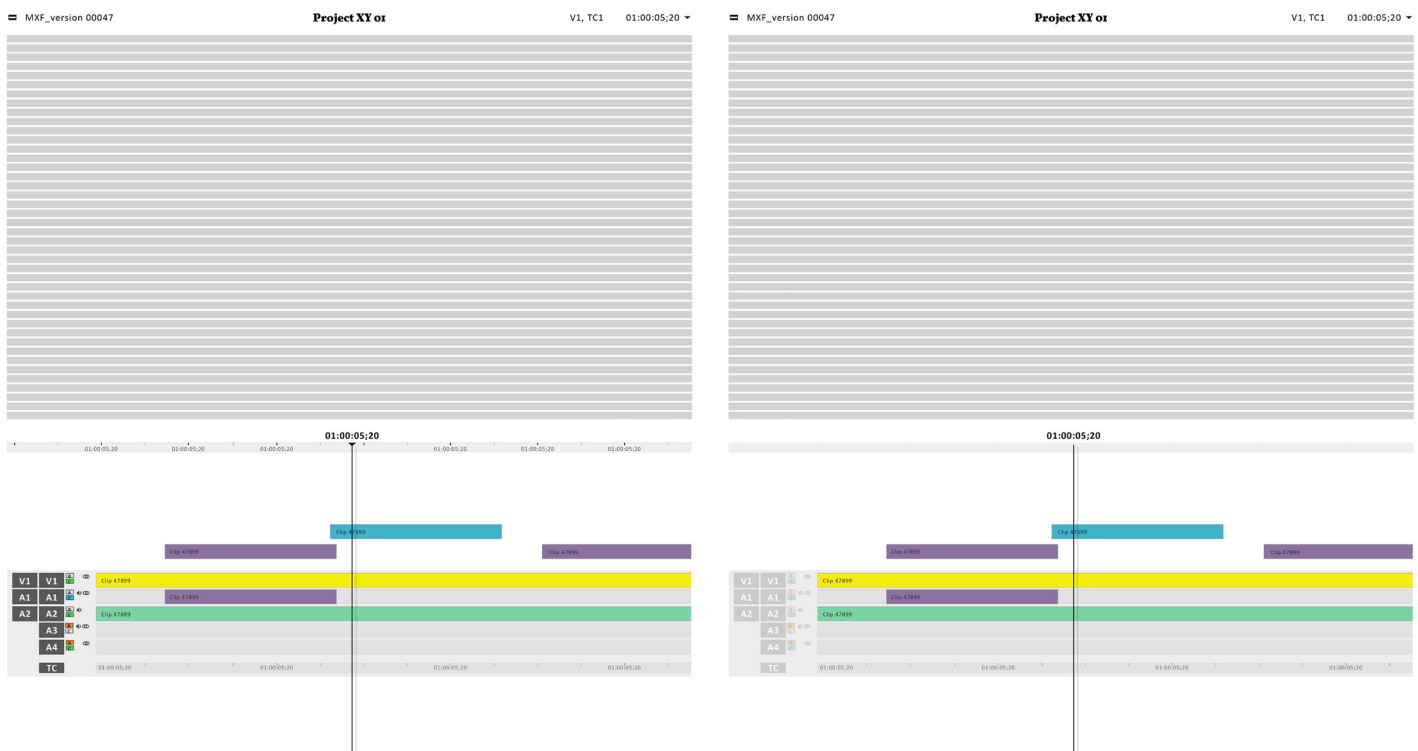 MXF_version 00047 Project XY 01 V1, TC1 01:00:05;20
01:00:05;20
01:00:05;20 01:00:05;20 01:00:05;20 01:00:05;20 01:00:05;20 01:00:05;20
Clip 47899
Clip 47899 Clip 47899
V1 V1 A Clip 47899
A1 A1 A Clip 47899
A2 A2 A Clip 47899
A3 A
A4 A
TC 01:00:05;20 01:00:05;20 01:00:05;20 01:00:05;20
MXF_version 00047 Project XY 01 V1, TC1 01:00:05;20
01:00:05;20
Clip 47899
Clip 47899 Clip 47899
V1 V1 Clip 47899
A1 A1 Clip 47899
A2 A2 Clip 47899
A3
A4
TC 01:00:05;20 01:00:05;20 01:00:05;20 01:00:05;20